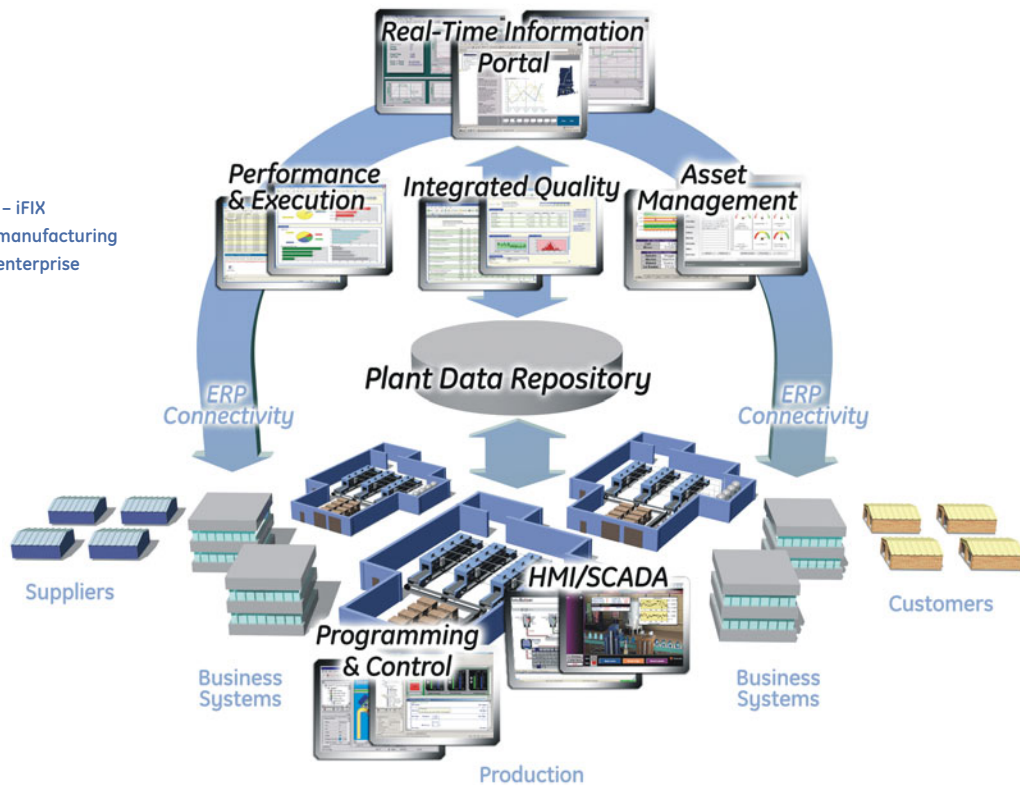 Real-Time Information
Portal
Performance
& Execution
Integrated Quality
Asset
Management
– iFIX
manufacturing
enterprise
Plant Data Repository
ERP
Connectivity
ERP
Connectivity
Suppliers
Customers
HMI/SCADA
Programming
& Control
Business
Systems
Business
Systems
Production